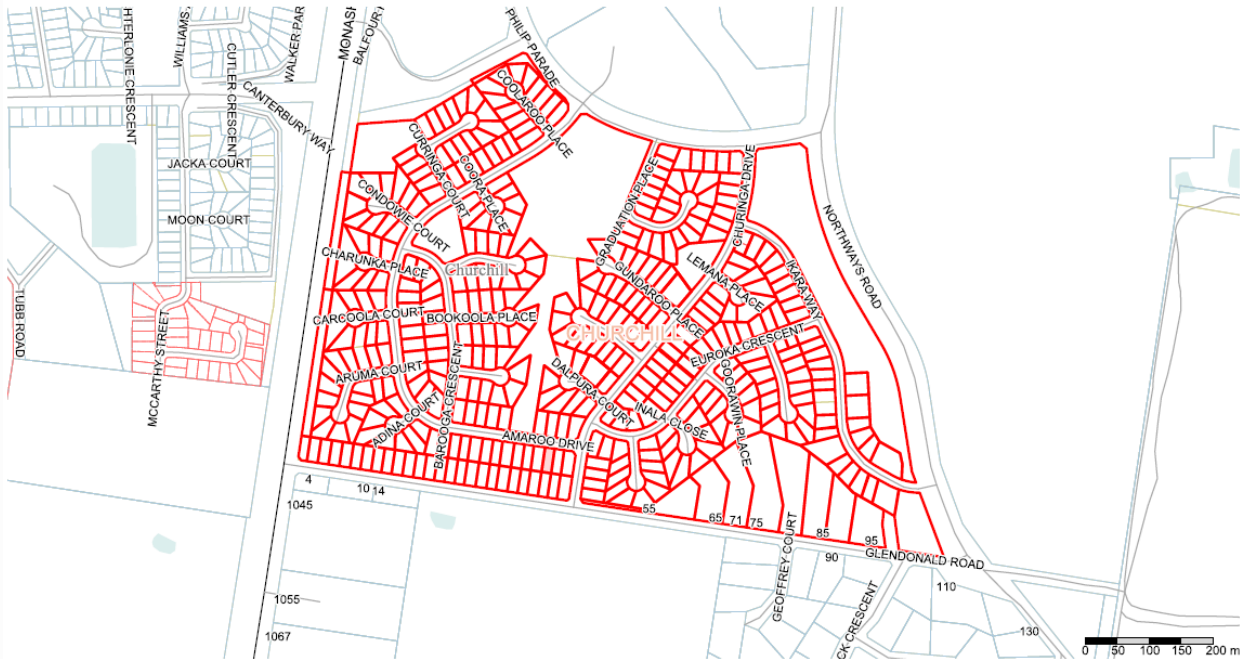 HTERLONIE CRESCENT
WILLIAMS
CUTLER CRESCENT
WALKER PAR
MONASH
BALFOUR
PHILIP PARADE
CANTERBURY WAY
COOLAROO PLACE
JACKA COURT
CURRINGA COURT
COORA PLACE
GRADUATION PLACE
CHURINGA DRIVE
MOON COURT
CONDOWIE COURT
NORTHWAYS ROAD
CHARUNKA PLACE
Churchill
GUNDAROO PLACE
LEMANA PLACE
IKARA WAY
TUBB ROAD
MCCARTHY STREET
CARCOOLA COURT
BOOKOOLA PLACE
CHURCHILL
EUROKA CRESCENT
ARUMA COURT
DALPURA COURT
GOORAWIN PLACE
ADINA COURT
BAROOGA CRESCENT
INALA CLOSE
AMAROO DRIVE
4
10
14
1045
55
65
71
75
85
95
GLENDONALD ROAD
90
GEOFFREY COURT
110
CK CRESCENT
1055
130
1067
0
50
100
150
200 m